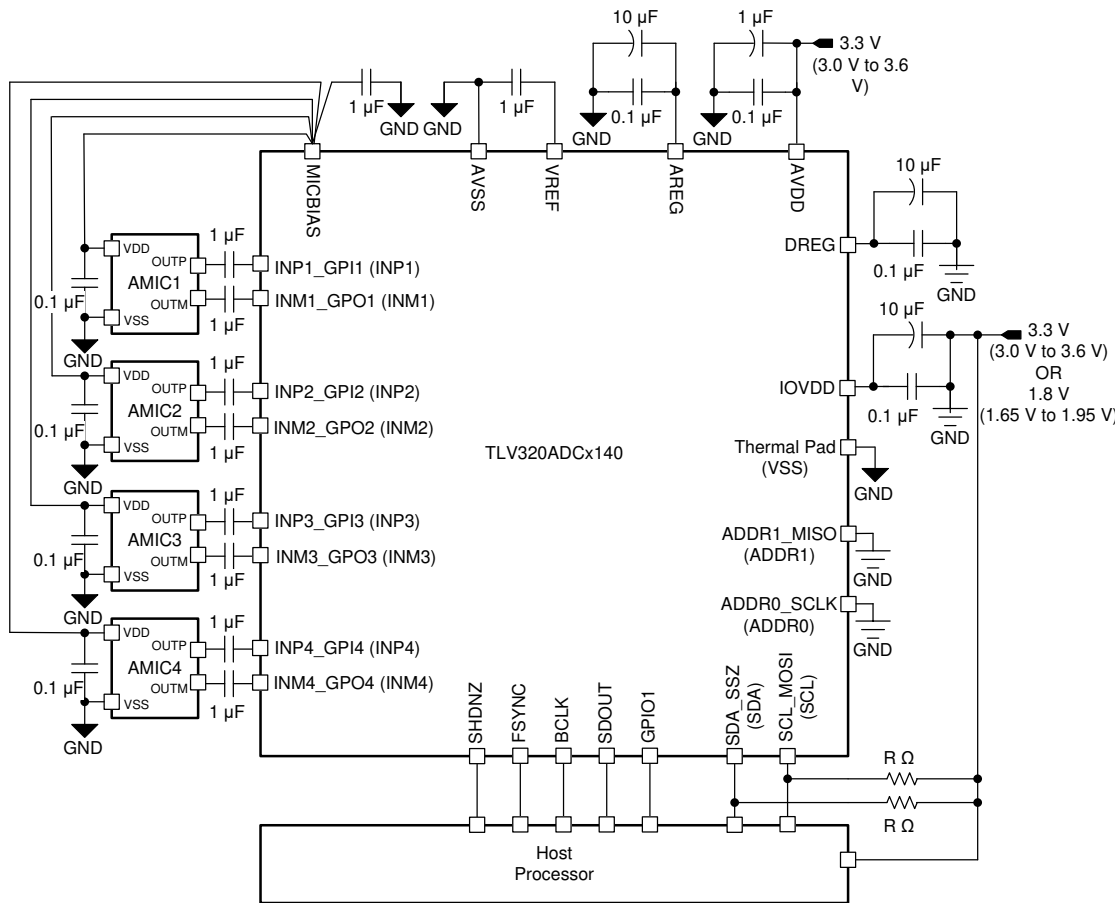 10 µF
1 µF
3.3 V
(3.0 V to 3.6
V)
1 µF
GND
GND
1 µF
0.1 µF
GND
0.1 µF
GND
MICBIAS
AVSS
VREF
AREG
AVDD
10 µF
DREG
0.1 µF
GND
VDD
OUTP
AMIC1
OUTM
VSS
0.1 µF
GND
1 µF
1 µF
INP1_GPI1 (INP1)
INM1_GPO1 (INM1)
10 µF
3.3 V
(3.0 V to 3.6 V)
OR
1.8 V
(1.65 V to 1.95 V)
IOVDD
0.1 µF
GND
VDD
OUTP
AMIC2
OUTM
VSS
0.1 µF
GND
1 µF
1 µF
INP2_GPI2 (INP2)
INM2_GPO2 (INM2)
TLV320ADCx140
Thermal Pad
(VSS)
GND
VDD
OUTP
AMIC3
OUTM
VSS
0.1 µF
GND
1 µF
1 µF
INP3_GPI3 (INP3)
INM3_GPO3 (INM3)
ADDR1_MISO
(ADDR1)
GND
ADDR0_SCLK
(ADDR0)
GND
VDD
OUTP
AMIC4
OUTM
VSS
0.1 µF
GND
1 µF
1 µF
INP4_GPI4 (INP4)
INM4_GPO4 (INM4)
SHDNZ
FSYNC
BCLK
SDOUT
GPIO1
SDA_SSZ
(SDA)
SCL_MOSI
(SCL)
R Ω
R Ω
Host
Processor